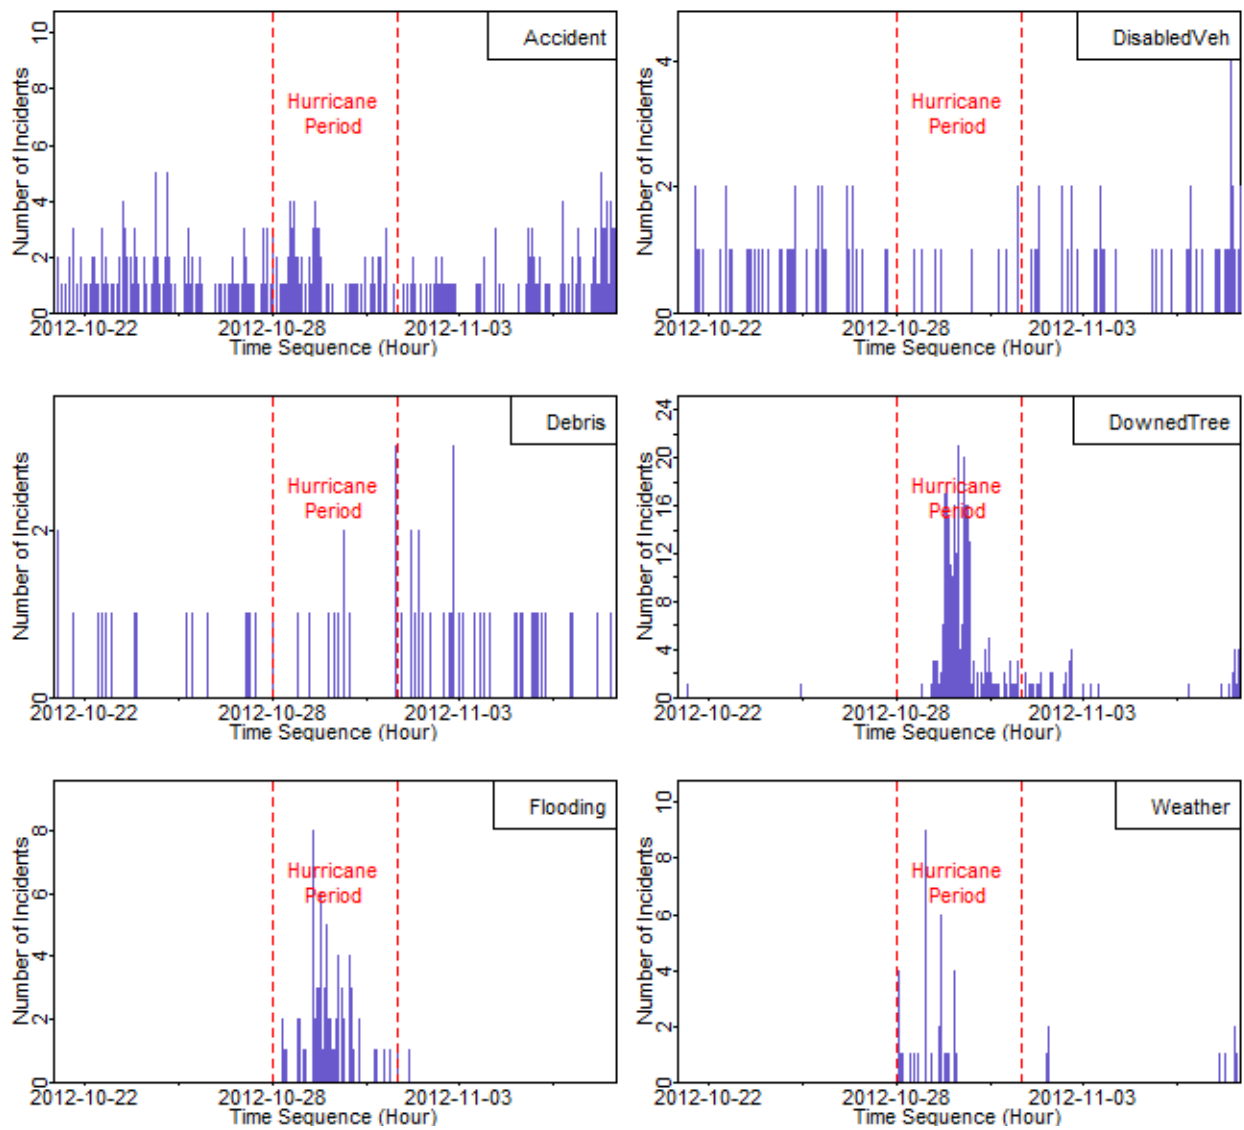 Accident
Number of Incidents
0 2 4 6 8 10
Hurricane
Period
2012-10-22 2012-10-28 2012-11-03
Time Sequence (Hour)
DisabledVeh
Number of Incidents
0 2 4
Hurricane
Period
2012-10-22 2012-10-28 2012-11-03
Time Sequence (Hour)
Debris
Number of Incidents
0 2
Hurricane
Period
2012-10-22 2012-10-28 2012-11-03
Time Sequence (Hour)
DownedTree
Number of Incidents
0 4 8 12 16 20 24
Hurricane
Period
2012-10-22 2012-10-28 2012-11-03
Time Sequence (Hour)
Flooding
Number of Incidents
0 2 4 6 8
Hurricane
Period
2012-10-22 2012-10-28 2012-11-03
Time Sequence (Hour)
Weather
Number of Incidents
0 2 4 6 8 10
Hurricane
Period
2012-10-22 2012-10-28 2012-11-03
Time Sequence (Hour)